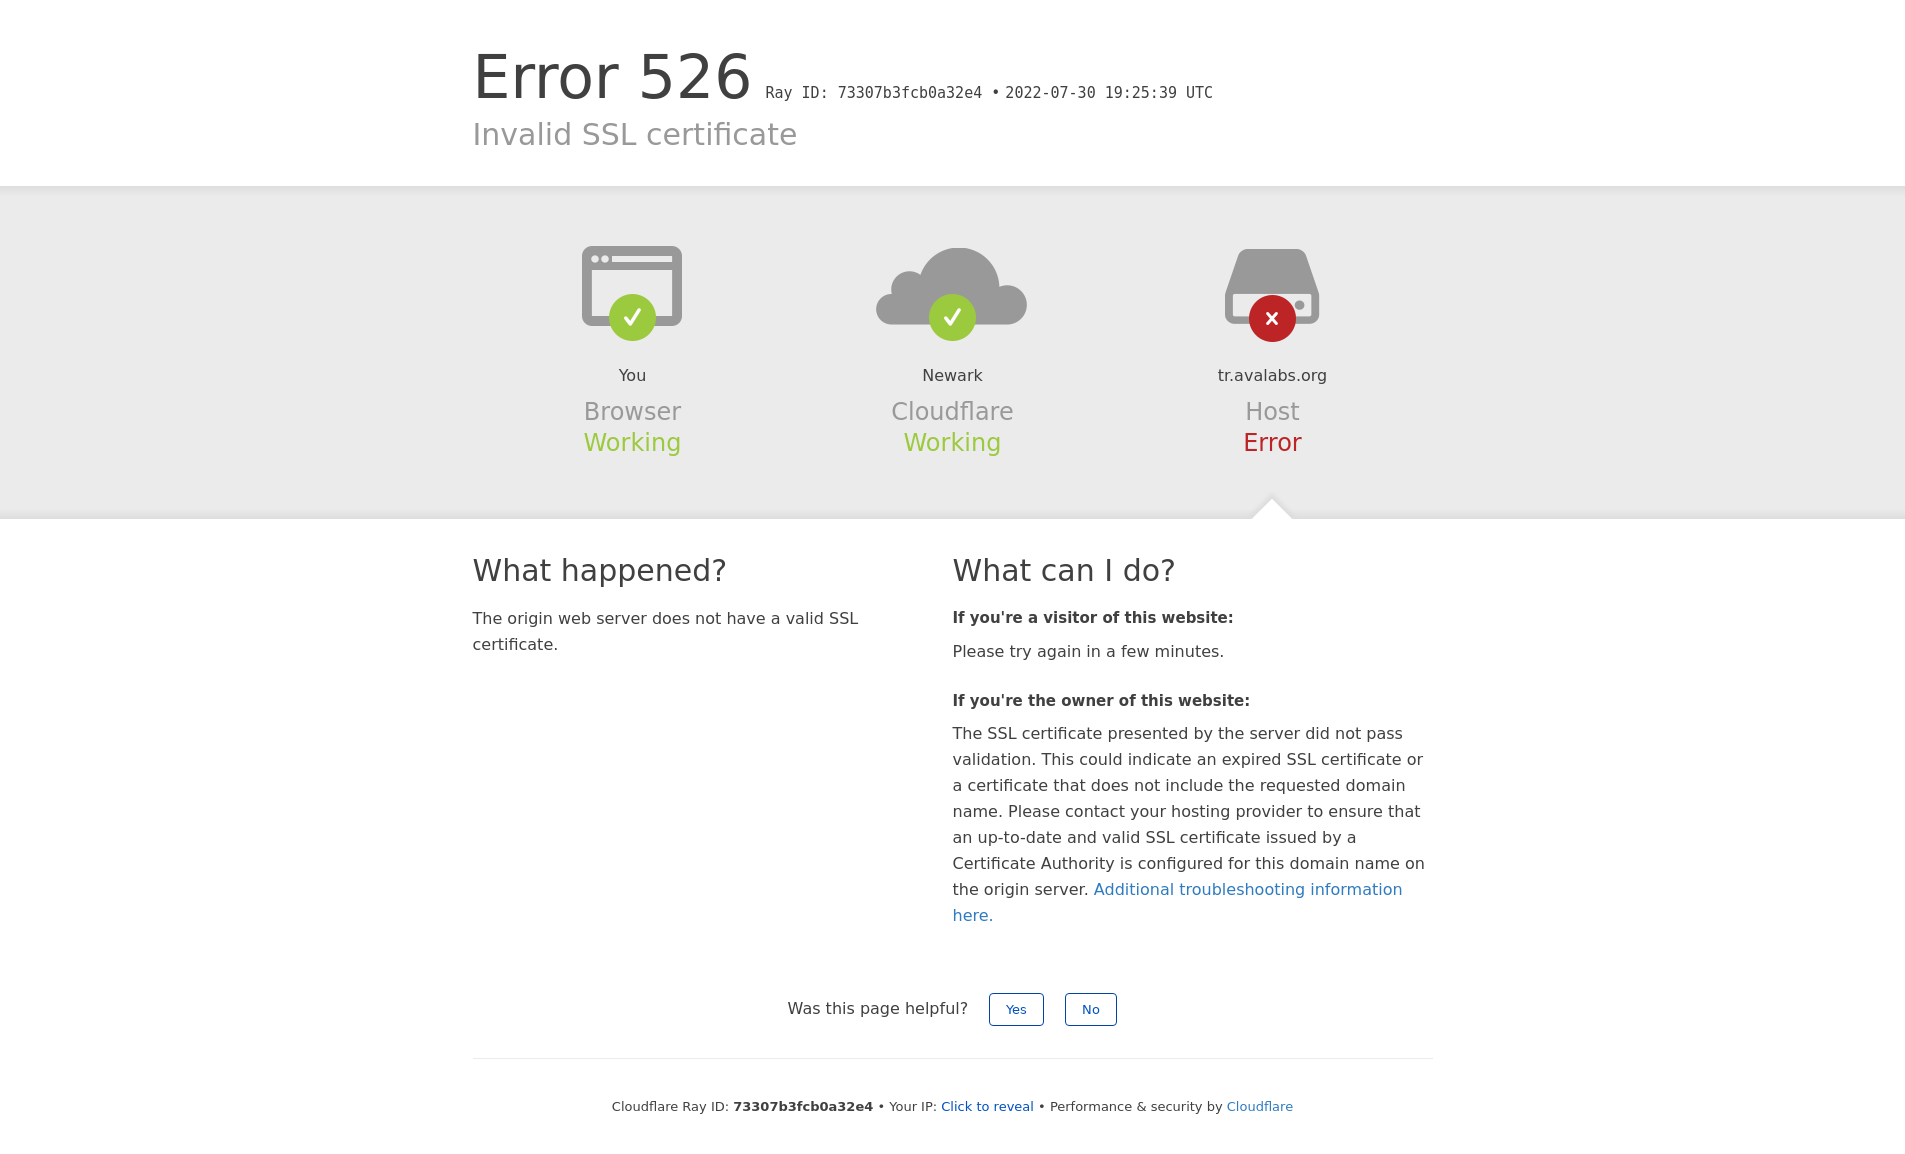 Error 526 Ray ID: 73307b3fcb0a32e4 • 2022-07-30 19:25:39 UTC
Invalid SSL certificate
You
Browser
Working
Newark
Cloudflare
Working
tr.avalabs.org
Host
Error
What happened?
The origin web server does not have a valid SSL
certificate.
What can I do?
If you're a visitor of this website:
Please try again in a few minutes.
If you're the owner of this website:
The SSL certificate presented by the server did not pass
validation. This could indicate an expired SSL certificate or
a certificate that does not include the requested domain
name. Please contact your hosting provider to ensure that
an up-to-date and valid SSL certificate issued by a
Certificate Authority is configured for this domain name on
the origin server. Additional troubleshooting information
here.
Was this page helpful? Yes No
Cloudflare Ray ID: 73307b3fcb0a32e4 • Your IP: Click to reveal • Performance & security by Cloudflare